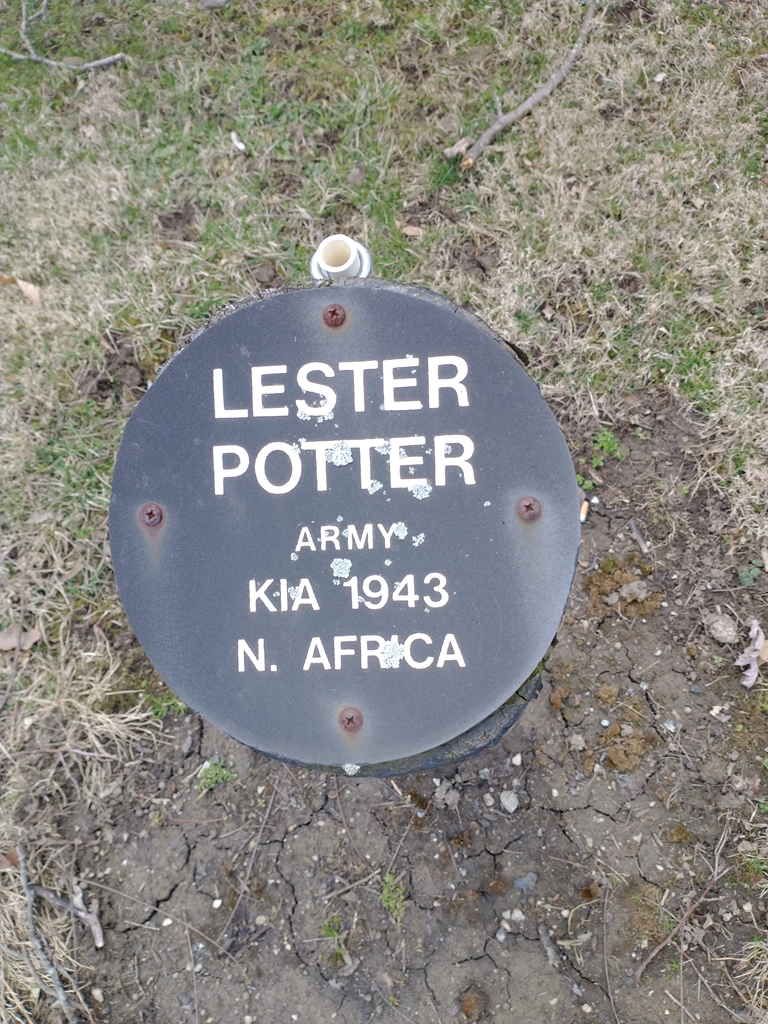 LESTER
POTTER
ARMY
KIA 1943
N. AFRICA